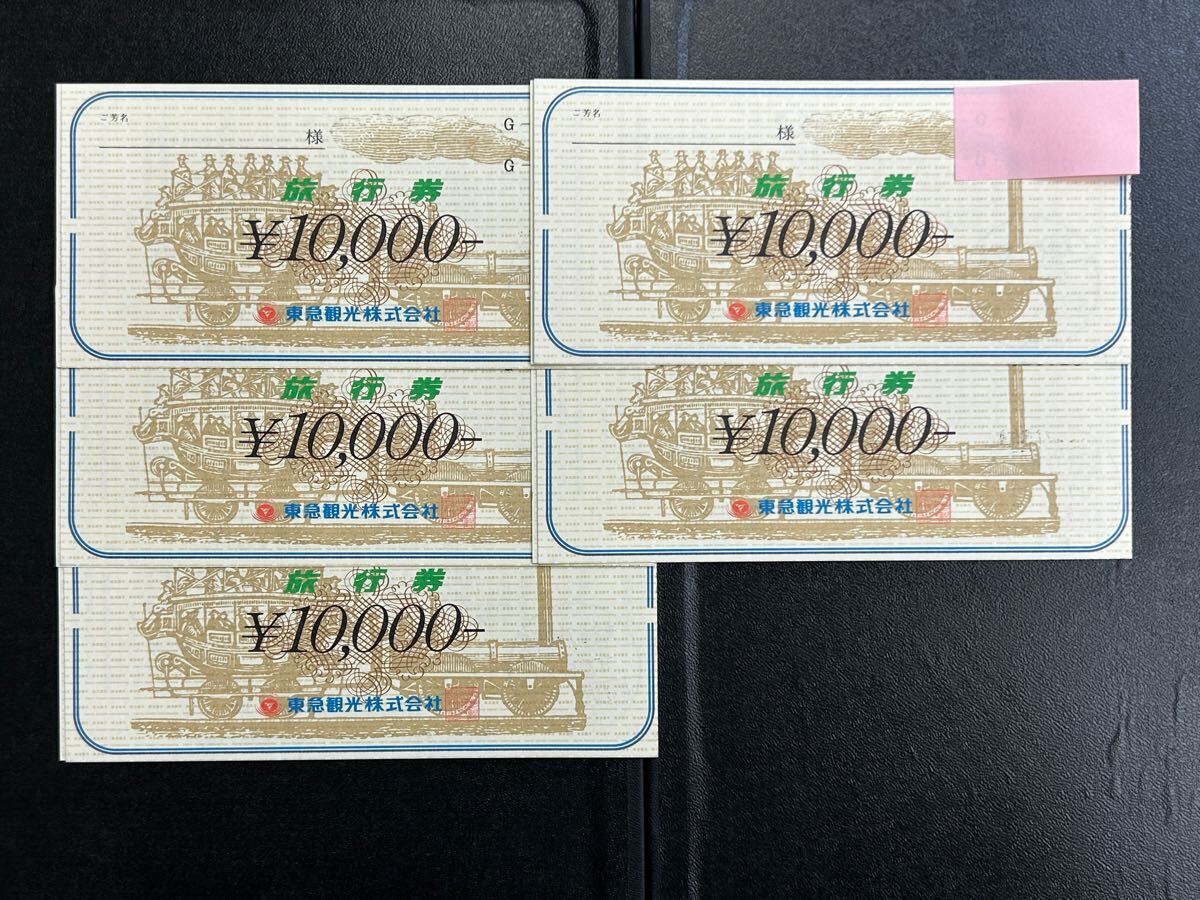 ご芳名
様
G
G
旅行券
¥10,000-
東急観光株式会社
ご芳名
様
旅行券
¥10,000-
東急観光株式会社
旅行券
¥10,000-
東急観光株式会社
旅行券
¥10,000-
東急観光株式会社
旅行券
¥10,000-
東急観光株式会社